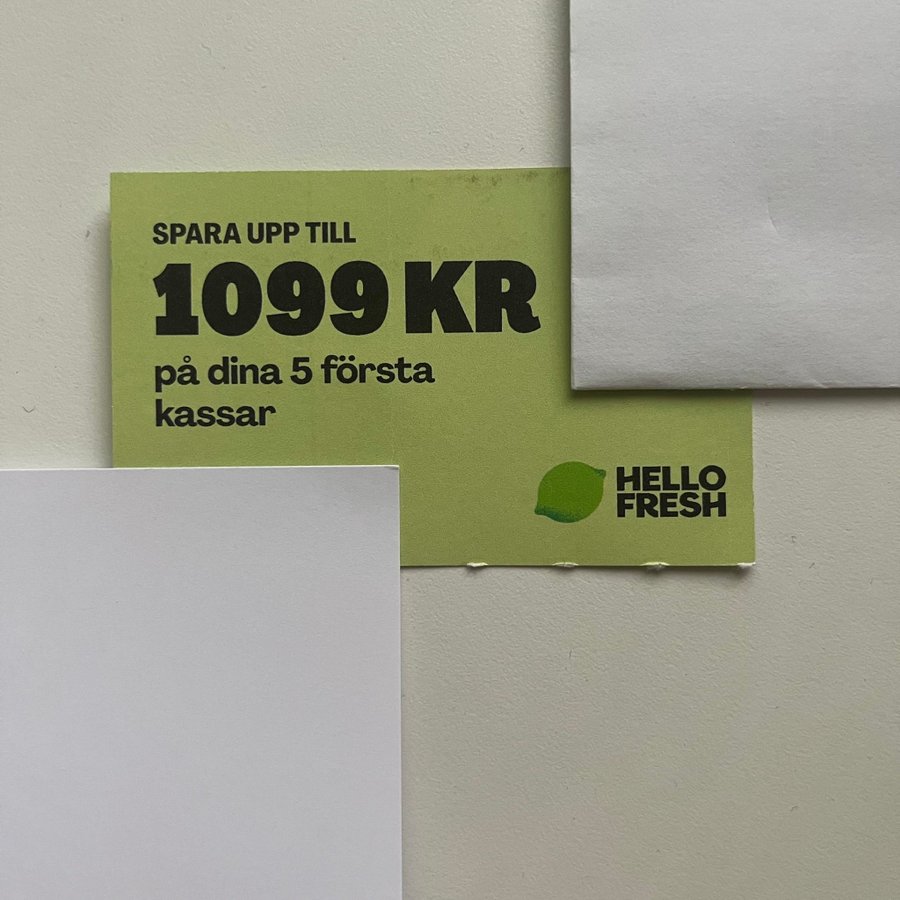 SPARA UPP TILL
1099 KR
på dina 5 första
kassar
HELLO
FRESH